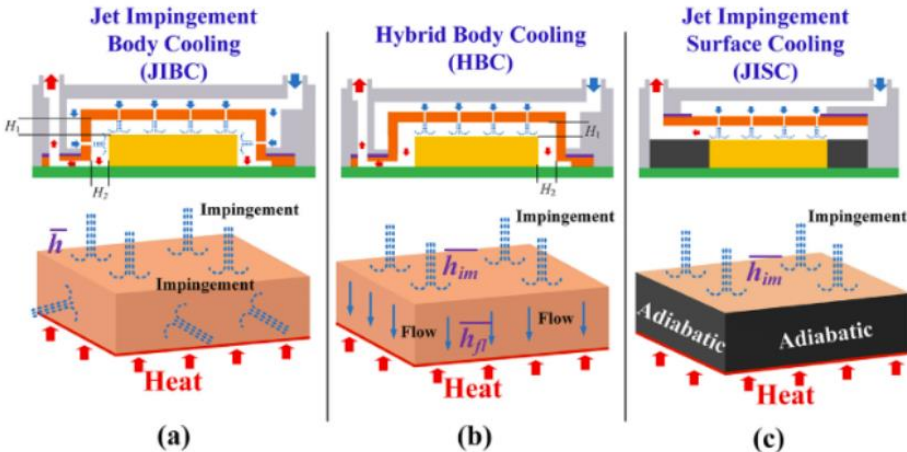 Jet Impingement
Body Cooling
(JIBC)
Hybrid Body Cooling
(HBC)
Jet Impingement
Surface Cooling
(JISC)
H1
H2
H1
H2
Impingement
h
Impingement
Heat
Impingement
him
Flow
Flow
hfl
Heat
Impingement
him
Adiabatic
Adiabatic
Heat
(a)
(b)
(c)